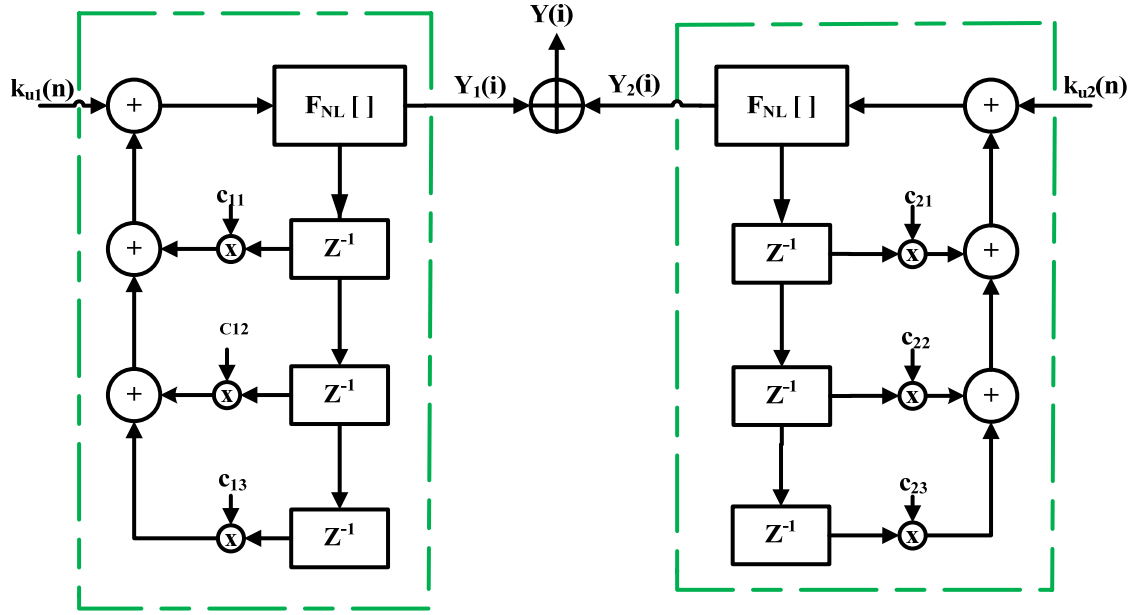 Y(i)
k_u1(n)
+
F_NL [ ]
Y_1(i)
Y_2(i)
F_NL [ ]
+
k_u2(n)
c_11
+
x
Z^-1
c_21
Z^-1
x
+
C12
+
x
Z^-1
c_22
Z^-1
x
+
c_13
x
Z^-1
c_23
Z^-1
x